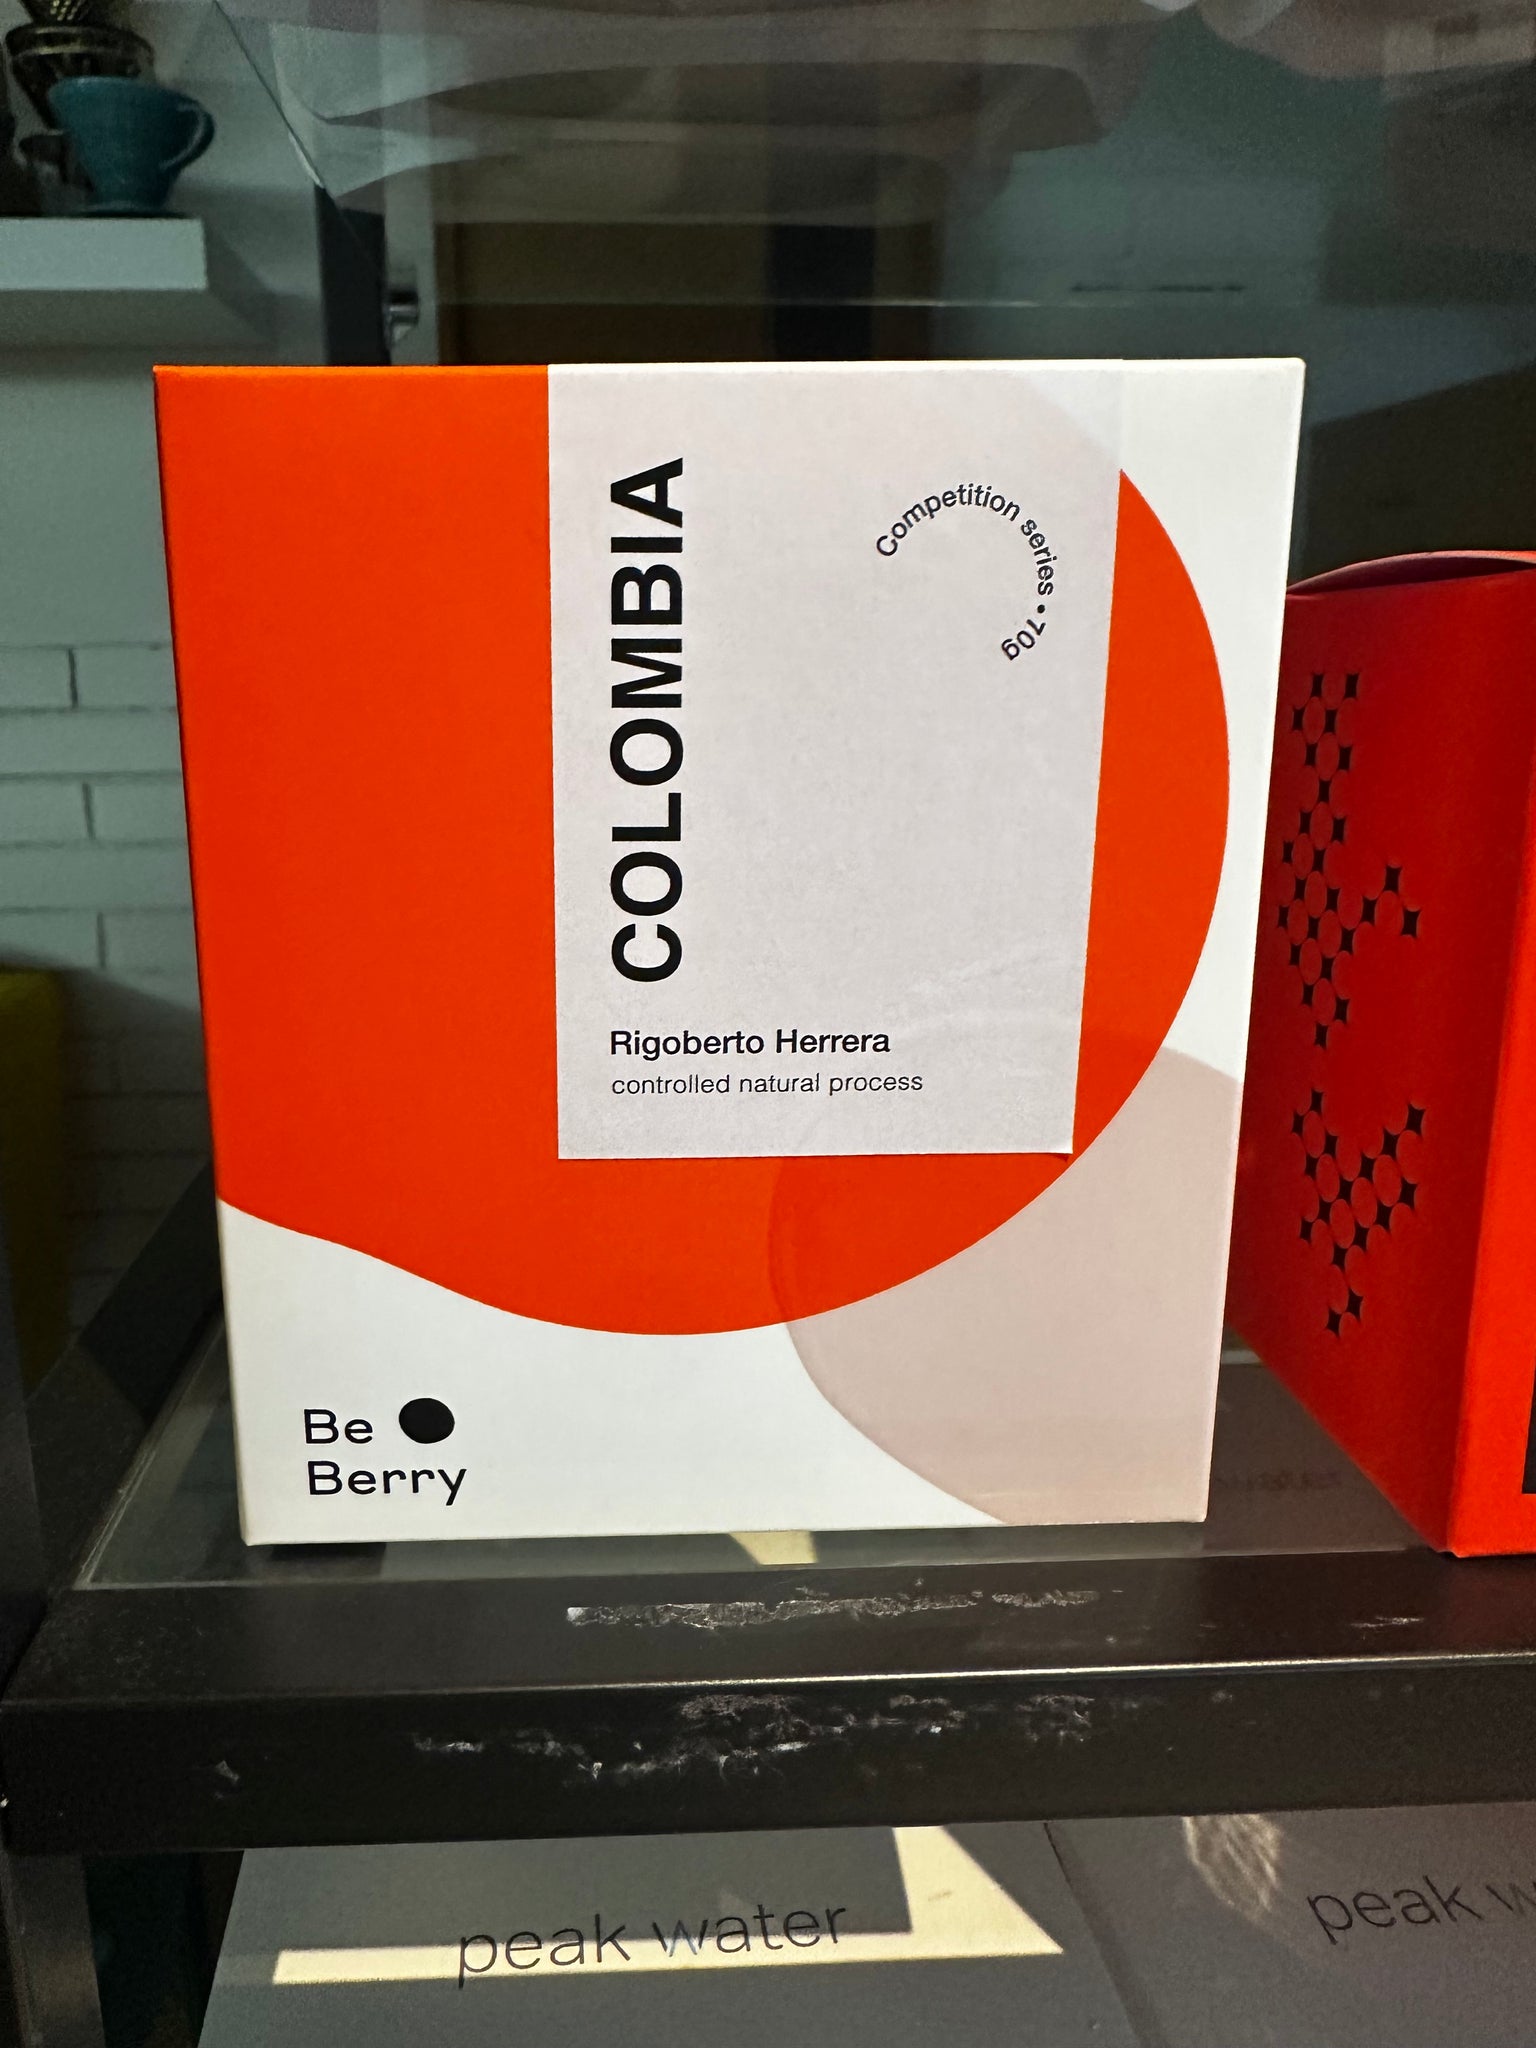 COLOMBIA
Competition series • 70g
Rigoberto Herrera
controlled natural process
Be
Berry
peak water
peak